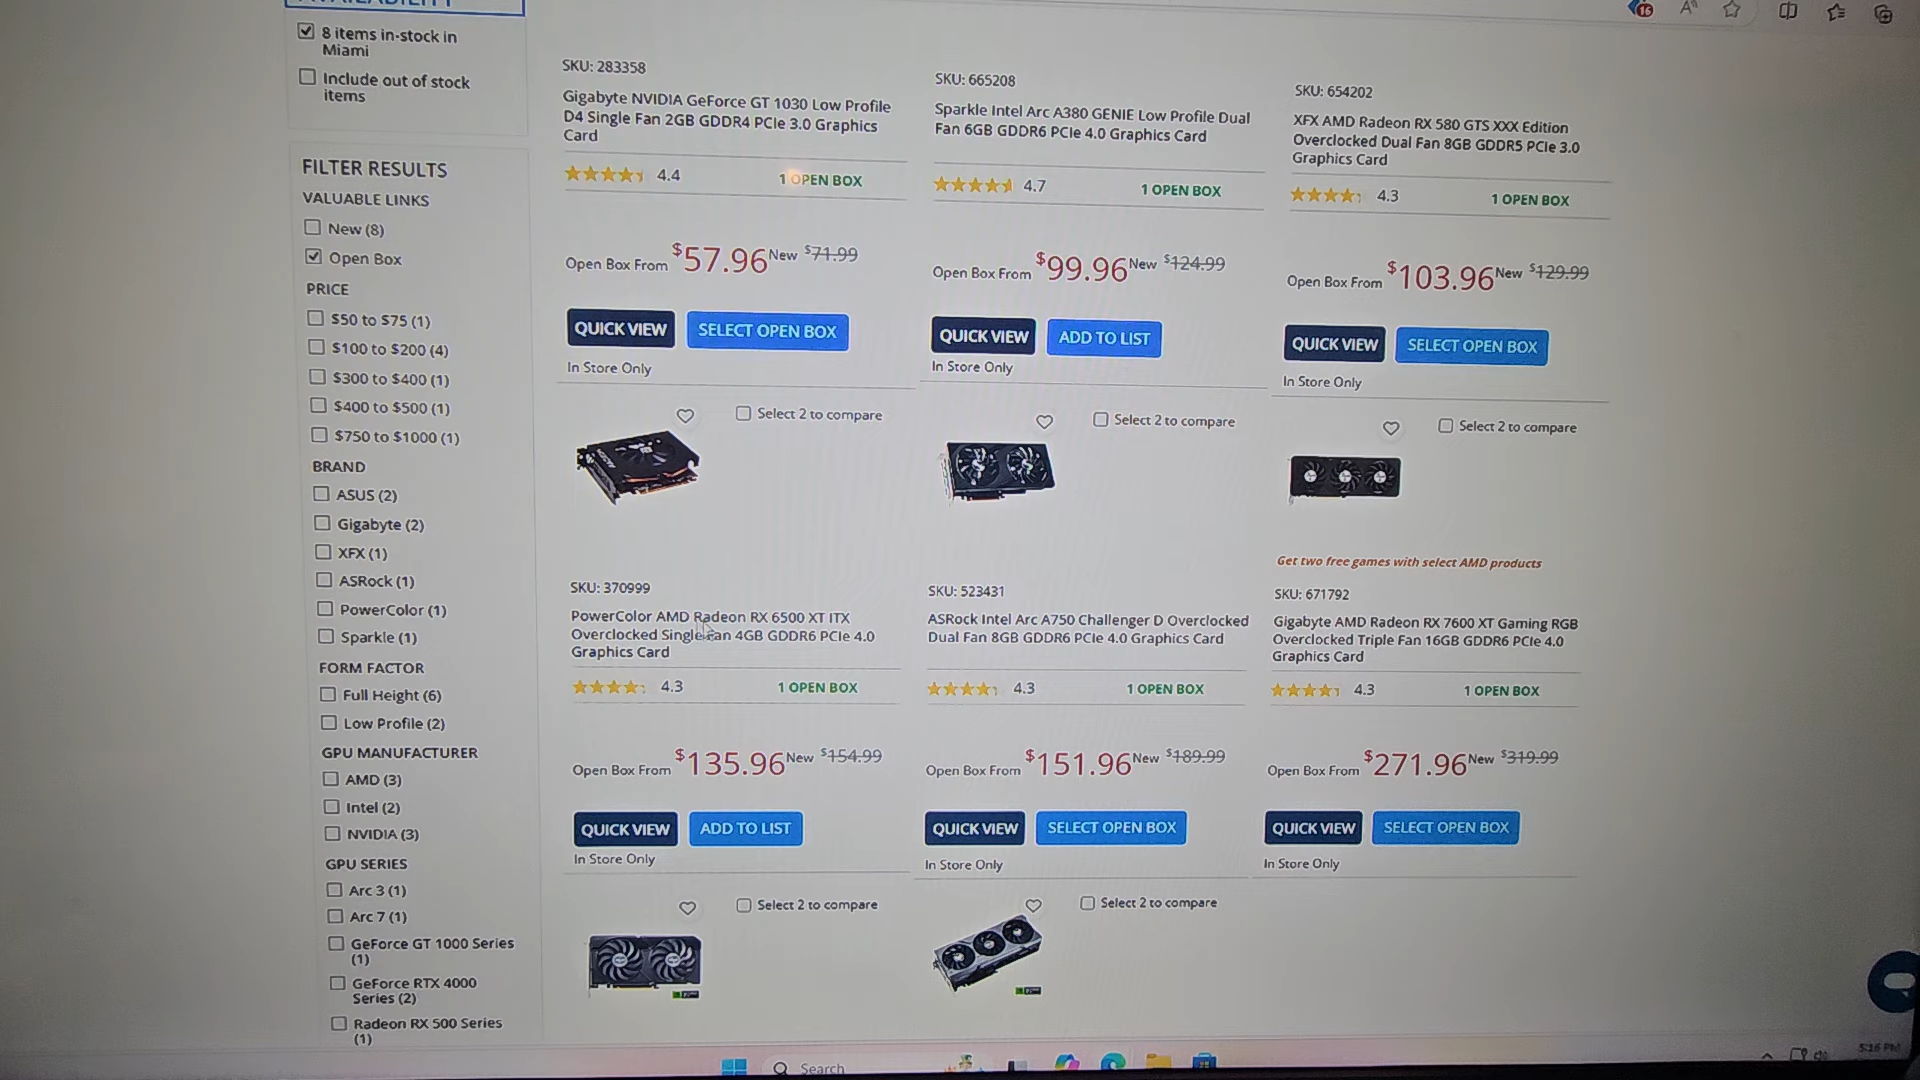 8 items in-stock in
Miami
Include out of stock
items
FILTER RESULTS
VALUABLE LINKS
New (8)
Open Box
PRICE
$50 to $75 (1)
$100 to $200 (4)
$300 to $400 (1)
$400 to $500 (1)
$750 to $1000 (1)
BRAND
ASUS (2)
Gigabyte (2)
XFX (1)
ASRock (1)
PowerColor (1)
Sparkle (1)
FORM FACTOR
Full Height (6)
Low Profile (2)
GPU MANUFACTURER
AMD (3)
Intel (2)
NVIDIA (3)
GPU SERIES
Arc 3 (1)
Arc 7 (1)
GeForce GT 1000 Series
(1)
GeForce RTX 4000
Series (2)
Radeon RX 500 Series
(1)
16
SKU: 283358
Gigabyte NVIDIA GeForce GT 1030 Low Profile
D4 Single Fan 2GB GDDR4 PCIe 3.0 Graphics
Card
4.4 1 OPEN BOX
Open Box From $57.96 New $71.99
QUICK VIEW SELECT OPEN BOX
In Store Only
SKU: 665208
Sparkle Intel Arc A380 GENIE Low Profile Dual
Fan 6GB GDDR6 PCIe 4.0 Graphics Card
4.7 1 OPEN BOX
Open Box From $99.96 New $124.99
QUICK VIEW ADD TO LIST
In Store Only
SKU: 654202
XFX AMD Radeon RX 580 GTS XXX Edition
Overclocked Dual Fan 8GB GDDR5 PCIe 3.0
Graphics Card
4.3 1 OPEN BOX
Open Box From $103.96 New $129.99
QUICK VIEW SELECT OPEN BOX
In Store Only
Select 2 to compare
SKU: 370999
PowerColor AMD Radeon RX 6500 XT ITX
Overclocked Single Fan 4GB GDDR6 PCIe 4.0
Graphics Card
4.3 1 OPEN BOX
Open Box From $135.96 New $154.99
QUICK VIEW ADD TO LIST
In Store Only
Select 2 to compare
SKU: 523431
ASRock Intel Arc A750 Challenger D Overclocked
Dual Fan 8GB GDDR6 PCIe 4.0 Graphics Card
4.3 1 OPEN BOX
Open Box From $151.96 New $189.99
QUICK VIEW SELECT OPEN BOX
In Store Only
Select 2 to compare
Get two free games with select AMD products
SKU: 671792
Gigabyte AMD Radeon RX 7600 XT Gaming RGB
Overclocked Triple Fan 16GB GDDR6 PCIe 4.0
Graphics Card
4.3 1 OPEN BOX
Open Box From $271.96 New $319.99
QUICK VIEW SELECT OPEN BOX
In Store Only
Select 2 to compare
Select 2 to compare
Search
5:16 PM